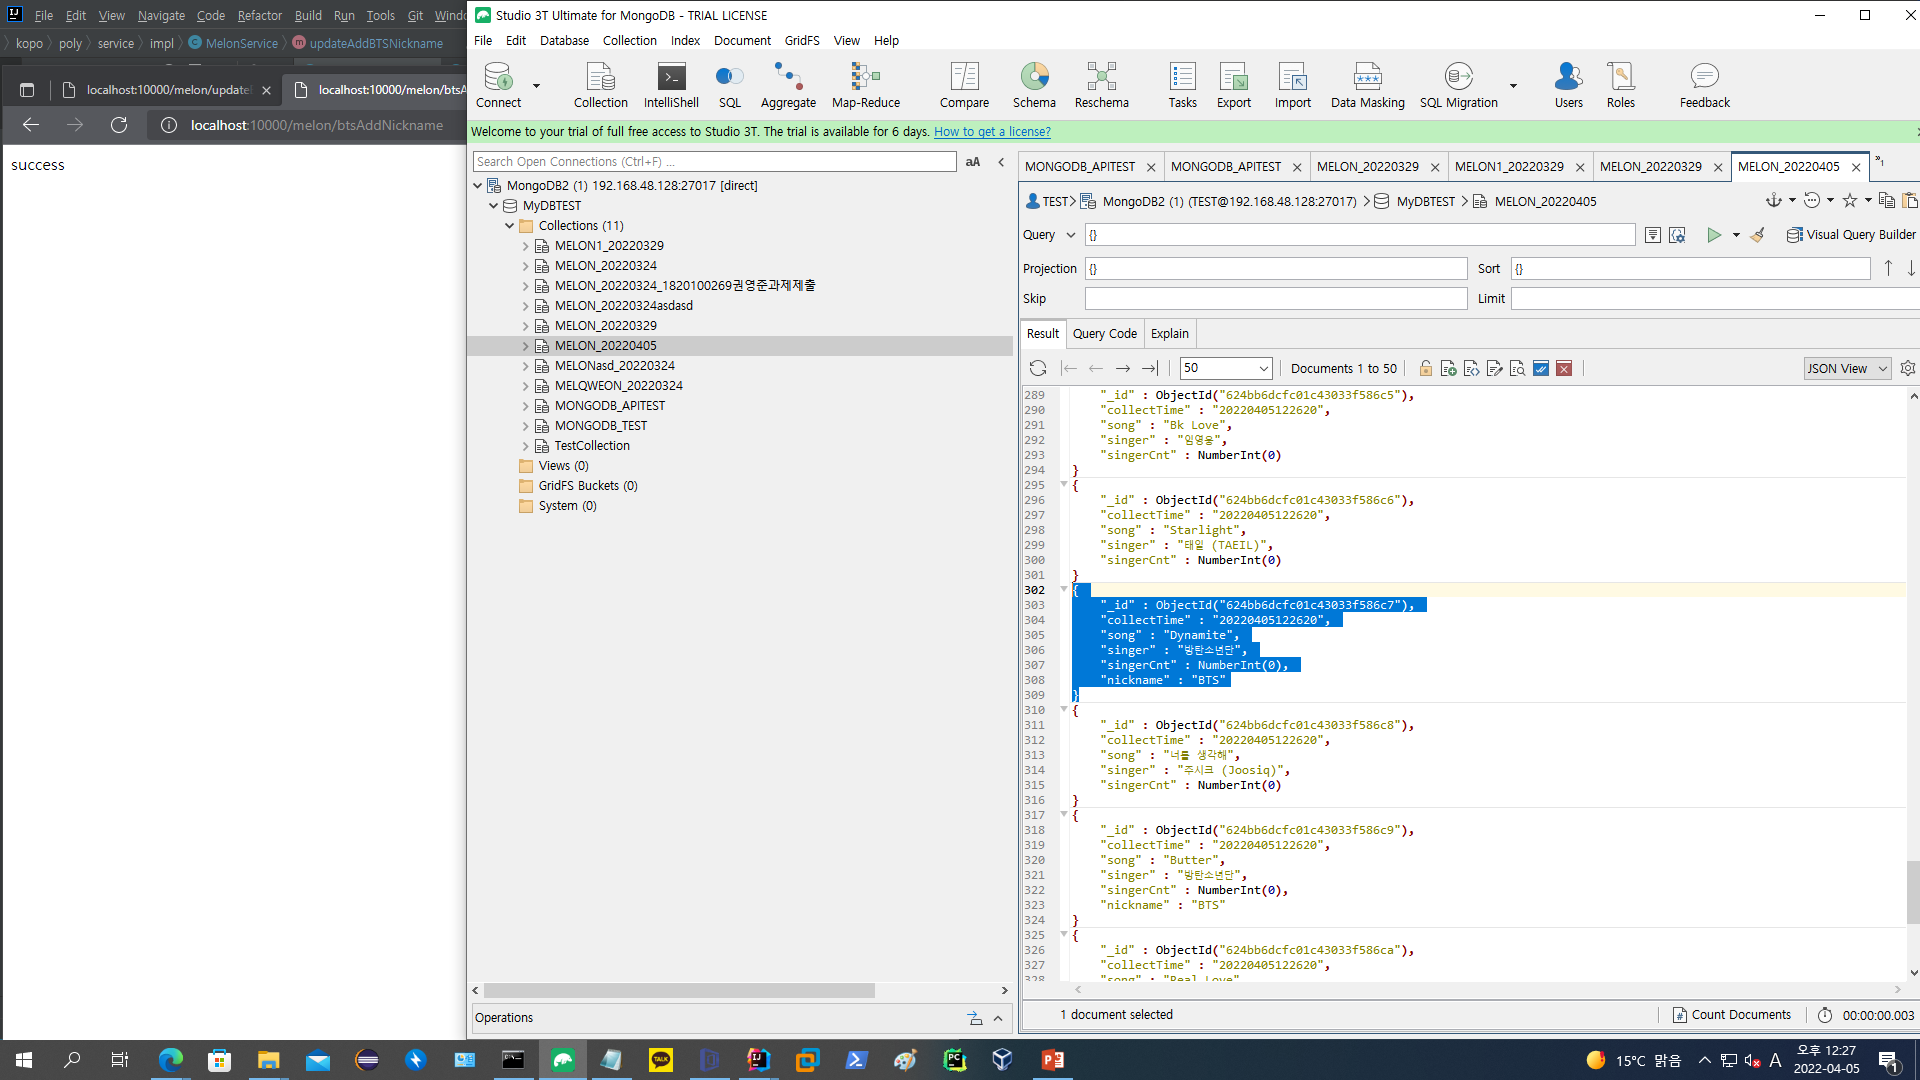 File Edit View Navigate Code Refactor Build Run Tools Git Windo
kopo poly service impl MelonService updateAddBTSNickname
localhost:10000/melon/update
localhost:10000/melon/btsA
localhost:10000/melon/btsAddNickname
success
Studio 3T Ultimate for MongoDB - TRIAL LICENSE
File Edit Database Collection Index Document GridFS View Help
Connect Collection IntelliShell SQL Aggregate Map-Reduce Compare Schema Reschema Tasks Export Import Data Masking SQL Migration Users Roles Feedback
Welcome to your trial of full free access to Studio 3T. The trial is available for 6 days. How to get a license?
Search Open Connections (Ctrl+F) ... aA
MongoDB2 (1) 192.168.48.128:27017 [direct]
MyDBTEST
Collections (11)
MELON1_20220329
MELON_20220324
MELON_20220324_1820100269권영준과제제출
MELON_20220324asdasd
MELON_20220329
MELON_20220405
MELONasd_20220324
MELQWEON_20220324
MONGODB_APITEST
MONGODB_TEST
TestCollection
Views (0)
GridFS Buckets (0)
System (0)
Operations
MONGODB_APITEST MONGODB_APITEST MELON_20220329 MELON1_20220329 MELON_20220329 MELON_20220405 »1
TEST MongoDB2 (1) (TEST@192.168.48.128:27017) MyDBTEST MELON_20220405
Query {} Visual Query Builder
Projection {} Sort {}
Skip Limit
Result Query Code Explain
50 Documents 1 to 50 JSON View
289 "_id" : ObjectId("624bb6dcfc01c43033f586c5"),
290 "collectTime" : "20220405122620",
291 "song" : "Bk Love",
292 "singer" : "임영웅",
293 "singerCnt" : NumberInt(0)
294 }
295 {
296 "_id" : ObjectId("624bb6dcfc01c43033f586c6"),
297 "collectTime" : "20220405122620",
298 "song" : "Starlight",
299 "singer" : "태일 (TAEIL)",
300 "singerCnt" : NumberInt(0)
301 }
302 {
303 "_id" : ObjectId("624bb6dcfc01c43033f586c7"),
304 "collectTime" : "20220405122620",
305 "song" : "Dynamite",
306 "singer" : "방탄소년단",
307 "singerCnt" : NumberInt(0),
308 "nickname" : "BTS"
309 }
310 {
311 "_id" : ObjectId("624bb6dcfc01c43033f586c8"),
312 "collectTime" : "20220405122620",
313 "song" : "너를 생각해",
314 "singer" : "주시크 (Joosiq)",
315 "singerCnt" : NumberInt(0)
316 }
317 {
318 "_id" : ObjectId("624bb6dcfc01c43033f586c9"),
319 "collectTime" : "20220405122620",
320 "song" : "Butter",
321 "singer" : "방탄소년단",
322 "singerCnt" : NumberInt(0),
323 "nickname" : "BTS"
324 }
325 {
326 "_id" : ObjectId("624bb6dcfc01c43033f586ca"),
327 "collectTime" : "20220405122620",
328 "song" : "Real Love"
1 document selected Count Documents 00:00:00.003
TALK IJ PC
15°C 맑음 A 오후 12:27
2022-04-05 1